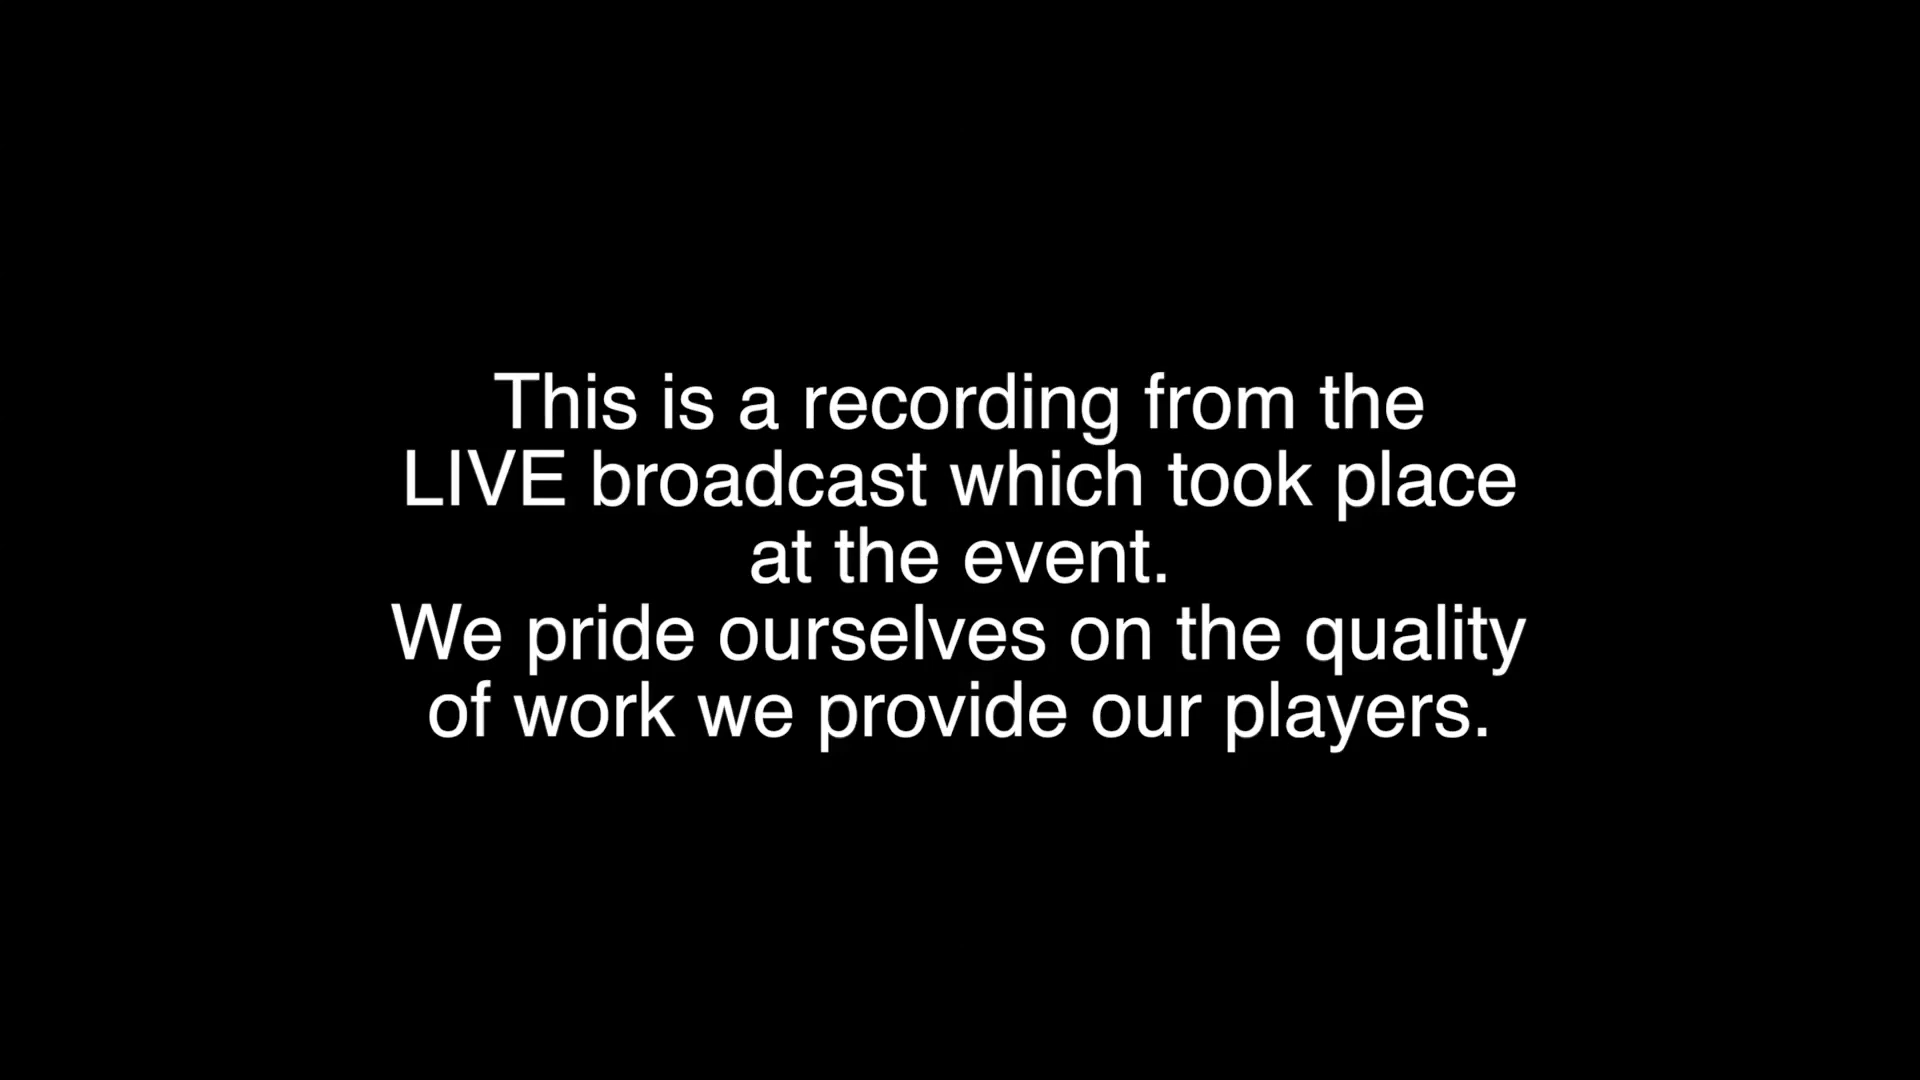 This is a recording from the
LIVE broadcast which took place
at the event.
We pride ourselves on the quality
of work we provide our players.